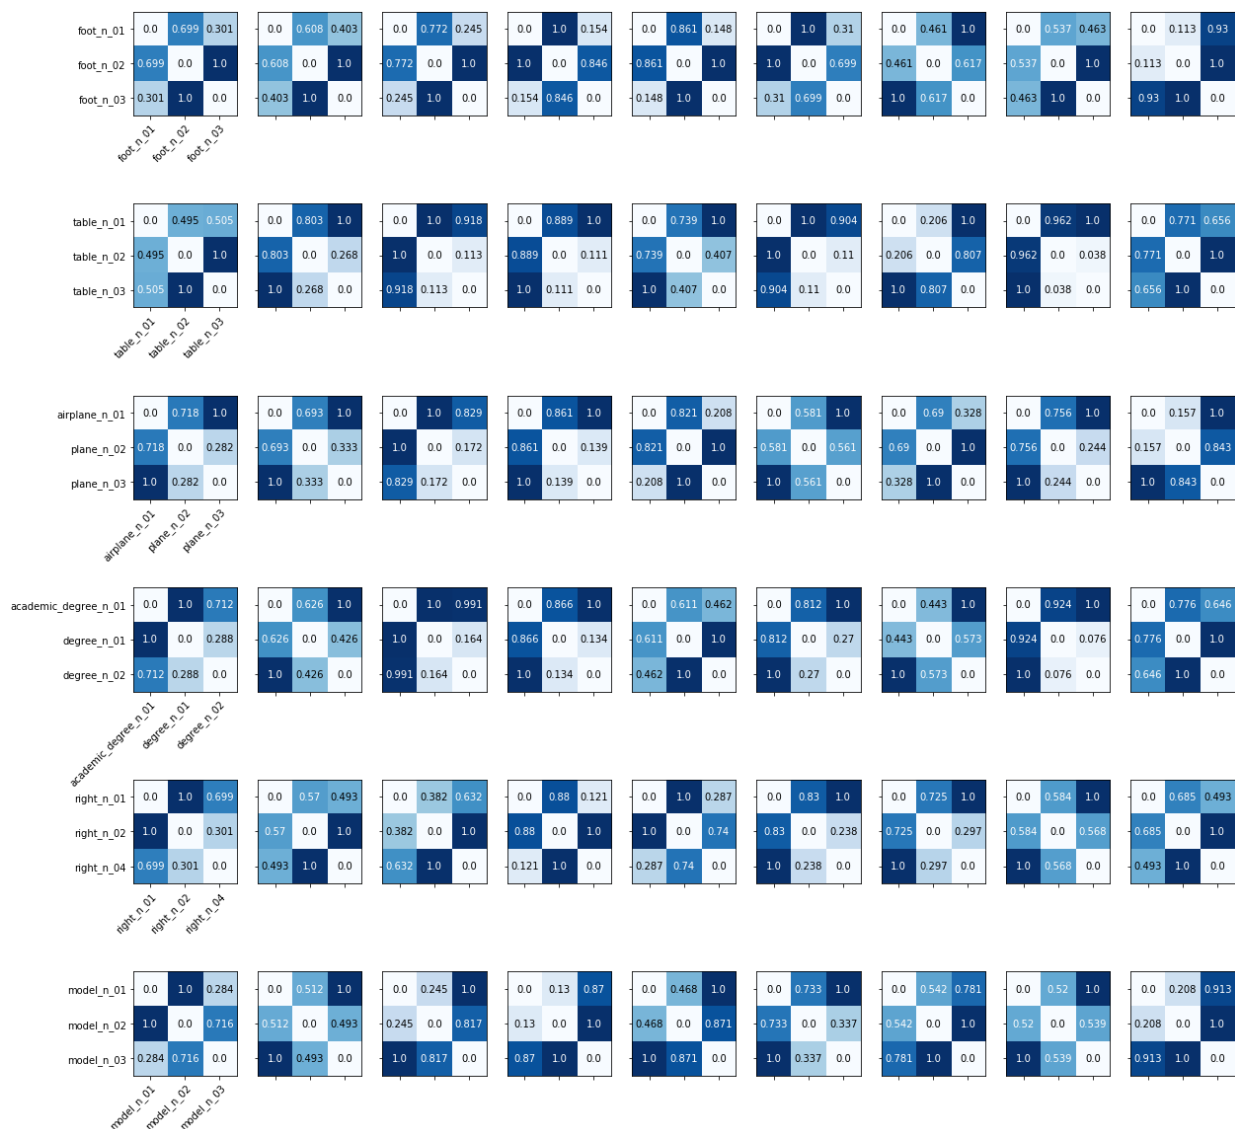 foot_n_01 0.0 0.699 0.301 0.0 0.608 0.403 0.0 0.772 0.245 0.0 1.0 0.154 0.0 0.861 0.148 0.0 1.0 0.31 0.0 0.461 1.0 0.0 0.537 0.463 0.0 0.113 0.93
foot_n_02 0.699 0.0 1.0 0.608 0.0 1.0 0.772 0.0 1.0 1.0 0.0 0.846 0.861 0.0 1.0 1.0 0.0 0.699 0.461 0.0 0.617 0.537 0.0 1.0 0.113 0.0 1.0
foot_n_03 0.301 1.0 0.0 0.403 1.0 0.0 0.245 1.0 0.0 0.154 0.846 0.0 0.148 1.0 0.0 0.31 0.699 0.0 1.0 0.617 0.0 0.463 1.0 0.0 0.93 1.0 0.0
foot_n_01 foot_n_02 foot_n_03
table_n_01 0.0 0.495 0.505 0.0 0.803 1.0 0.0 1.0 0.918 0.0 0.889 1.0 0.0 0.739 1.0 0.0 1.0 0.904 0.0 0.206 1.0 0.0 0.962 1.0 0.0 0.771 0.656
table_n_02 0.495 0.0 1.0 0.803 0.0 0.268 1.0 0.0 0.113 0.889 0.0 0.111 0.739 0.0 0.407 1.0 0.0 0.11 0.206 0.0 0.807 0.962 0.0 0.038 0.771 0.0 1.0
table_n_03 0.505 1.0 0.0 1.0 0.268 0.0 0.918 0.113 0.0 1.0 0.111 0.0 1.0 0.407 0.0 0.904 0.11 0.0 1.0 0.807 0.0 1.0 0.038 0.0 0.656 1.0 0.0
table_n_01 table_n_02 table_n_03
airplane_n_01 0.0 0.718 1.0 0.0 0.693 1.0 0.0 1.0 0.829 0.0 0.861 1.0 0.0 0.821 0.208 0.0 0.581 1.0 0.0 0.69 0.328 0.0 0.756 1.0 0.0 0.157 1.0
plane_n_02 0.718 0.0 0.282 0.693 0.0 0.333 1.0 0.0 0.172 0.861 0.0 0.139 0.821 0.0 1.0 0.581 0.0 0.561 0.69 0.0 1.0 0.756 0.0 0.244 0.157 0.0 0.843
plane_n_03 1.0 0.282 0.0 1.0 0.333 0.0 0.829 0.172 0.0 1.0 0.139 0.0 0.208 1.0 0.0 1.0 0.561 0.0 0.328 1.0 0.0 1.0 0.244 0.0 1.0 0.843 0.0
airplane_n_01 plane_n_02 plane_n_03
academic_degree_n_01 0.0 1.0 0.712 0.0 0.626 1.0 0.0 1.0 0.991 0.0 0.866 1.0 0.0 0.611 0.462 0.0 0.812 1.0 0.0 0.443 1.0 0.0 0.924 1.0 0.0 0.776 0.646
degree_n_01 1.0 0.0 0.288 0.626 0.0 0.426 1.0 0.0 0.164 0.866 0.0 0.134 0.611 0.0 1.0 0.812 0.0 0.27 0.443 0.0 0.573 0.924 0.0 0.076 0.776 0.0 1.0
degree_n_02 0.712 0.288 0.0 1.0 0.426 0.0 0.991 0.164 0.0 1.0 0.134 0.0 0.462 1.0 0.0 1.0 0.27 0.0 1.0 0.573 0.0 1.0 0.076 0.0 0.646 1.0 0.0
academic_degree_n_01 degree_n_01 degree_n_02
right_n_01 0.0 1.0 0.699 0.0 0.57 0.493 0.0 0.382 0.632 0.0 0.88 0.121 0.0 1.0 0.287 0.0 0.83 1.0 0.0 0.725 1.0 0.0 0.584 1.0 0.0 0.685 0.493
right_n_02 1.0 0.0 0.301 0.57 0.0 1.0 0.382 0.0 1.0 0.88 0.0 1.0 1.0 0.0 0.74 0.83 0.0 0.238 0.725 0.0 0.297 0.584 0.0 0.568 0.685 0.0 1.0
right_n_04 0.699 0.301 0.0 0.493 1.0 0.0 0.632 1.0 0.0 0.121 1.0 0.0 0.287 0.74 0.0 1.0 0.238 0.0 1.0 0.297 0.0 1.0 0.568 0.0 0.493 1.0 0.0
right_n_01 right_n_02 right_n_04
model_n_01 0.0 1.0 0.284 0.0 0.512 1.0 0.0 0.245 1.0 0.0 0.13 0.87 0.0 0.468 1.0 0.0 0.733 1.0 0.0 0.542 0.781 0.0 0.52 1.0 0.0 0.208 0.913
model_n_02 1.0 0.0 0.716 0.512 0.0 0.493 0.245 0.0 0.817 0.13 0.0 1.0 0.468 0.0 0.871 0.733 0.0 0.337 0.542 0.0 1.0 0.52 0.0 0.539 0.208 0.0 1.0
model_n_03 0.284 0.716 0.0 1.0 0.493 0.0 1.0 0.817 0.0 0.87 1.0 0.0 1.0 0.871 0.0 1.0 0.337 0.0 0.781 1.0 0.0 1.0 0.539 0.0 0.913 1.0 0.0
model_n_01 model_n_02 model_n_03